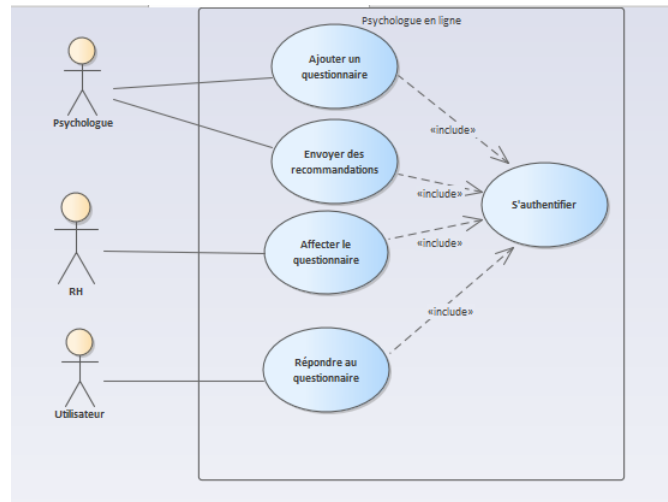 Psychologue en ligne
Ajouter un
questionnaire
Psychologue
«include»
Envoyer des
recommandations
«include»
S'authentifier
Affecter le
questionnaire
«include»
RH
«include»
Répondre au
questionnaire
Utilisateur